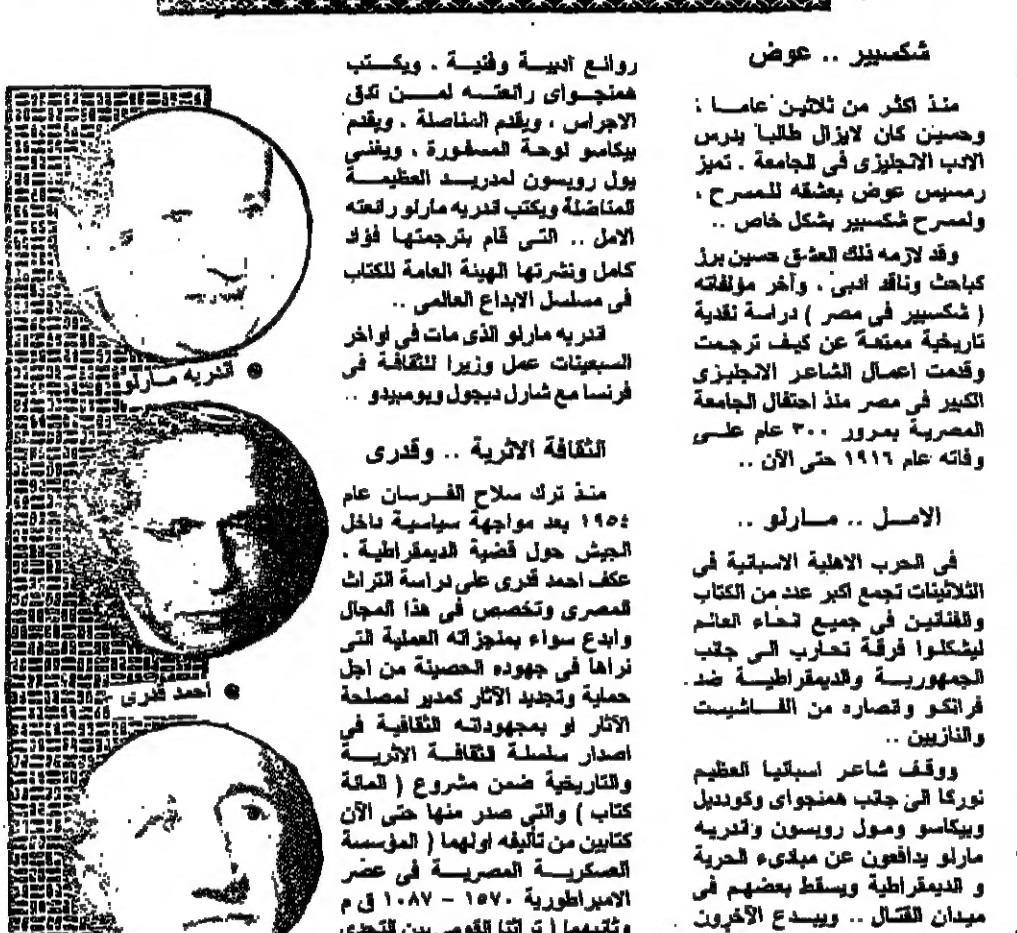 شكسبير .. عوض
منذ اكثر من ثلاثين عاما ،
وحسين كان لايزال طالبا يدرس
الادب الانجليزى فى الجامعة . تميز
رمسيس عوض بعشقه للمسرح ،
ولمسرح شكسبير بشكل خاص ..
وقد لازمه ذلك العشق حسين برز
كباحث وناقد ادبى . وآخر مؤلفاته
( شكسبير فى مصر ) دراسة نقدية
تاريخية ممتعة عن كيف ترجمت
وقدمت اعمال الشاعر الانجليزى
الكبير فى مصر منذ احتفال الجامعة
المصرية بمرور ٣٠٠ عام على
وفاته عام ١٩١٦ حتى الآن ..
الامل .. مارلو ..
فى الحرب الاهلية الاسبانية فى
الثلاثينات تجمع اكبر عدد من الكتاب
والفنانين فى جميع انحاء العالم
ليشكلوا فرقة تحارب الى جانب
الجمهورية والديمقراطية ضد
فرانكو وانصاره من الفاشيست
والنازيين ..
ووقف شاعر اسبانيا العظيم
لوركا الى جانب همنجواى وكودديل
وبيكاسو ومول روبسون واندريه
مارلو يدافعون عن مبادىء الحرية
و الديمقراطية ويسقط بعضهم فى
ميدان القتال .. ويبدع الآخرون
روائع ادبية وفنية . ويكتب
همنجواى رائعته لمن تدق
الاجراس ، ويقدم المناصلة . ويقدم
بيكاسو لوحة المسفورة . ويغنى
بول روبسون لمدريد العظيمة
المناضلة ويكتب اندريه مارلو رائعته
الامل .. التى قام بترجمتها فؤاد
كامل ونشرتها الهيئة العامة للكتاب
فى مسلسل الابداع العالمى ..
اندريه مارلو الذى مات فى اواخر
السبعينات عمل وزيرا للثقافة فى
فرنسا مع شارل ديجول وبومبيدو ..
الثقافة الاثرية .. وقدرى
منذ ترك سلاح الفرسان عام
١٩٥٤ بعد مواجهة سياسية داخل
الجيش حول قضية الديمقراطية .
عكف احمد قدرى على دراسة التراث
المصرى وتخصص فى هذا المجال
وابدع سواء بمنجزاته العملية التى
نراها فى جهوده الحصينة من اجل
حماية وتجديد الآثار كمدير لمصلحة
الآثار او بمجهوداته الثقافية فى
اصدار سلسلة الثقافة الاثرية
والتاريخية ضمن مشروع ( المائة
كتاب ) والتى صدر منها حتى الآن
كتابين من تأليفه اولهما ( المؤسسة
العسكرية المصرية فى عصر
الامبراطورية ١٥٧٠ - ١٠٨٧ ق م
وثانيهما ( تراثنا القومى بين التحدى
اندريه مارلو
أحمد قدرى